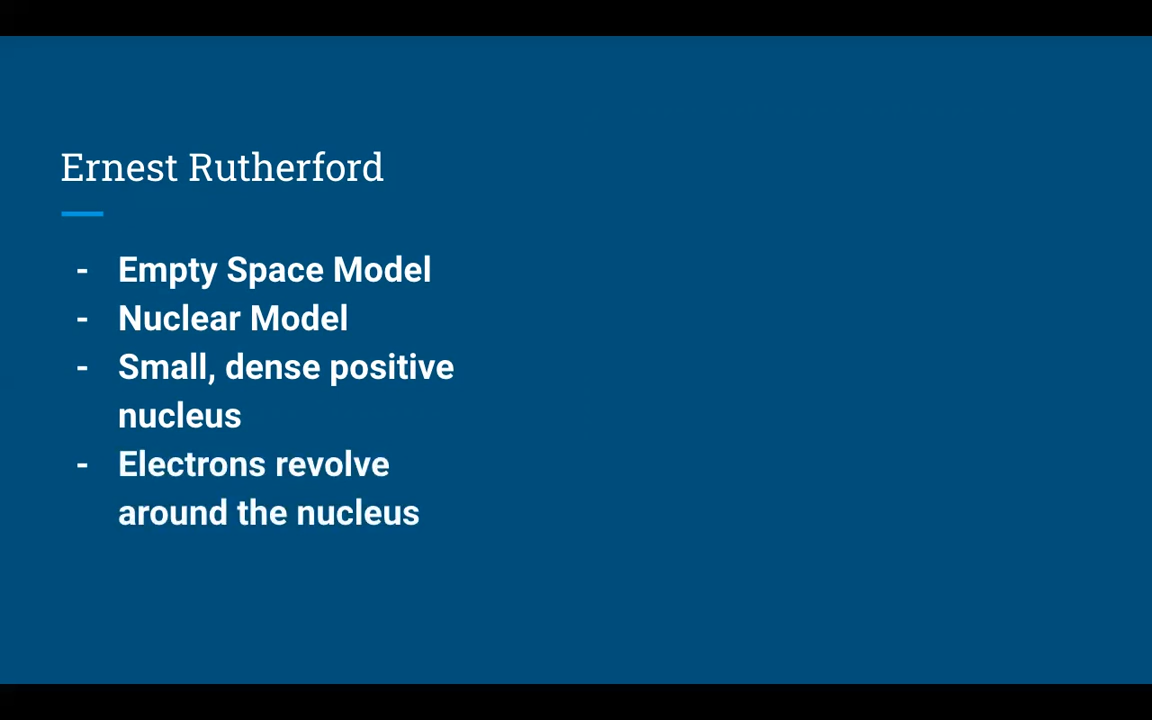 Ernest Rutherford
- Empty Space Model
- Nuclear Model
- Small, dense positive
nucleus
- Electrons revolve
around the nucleus